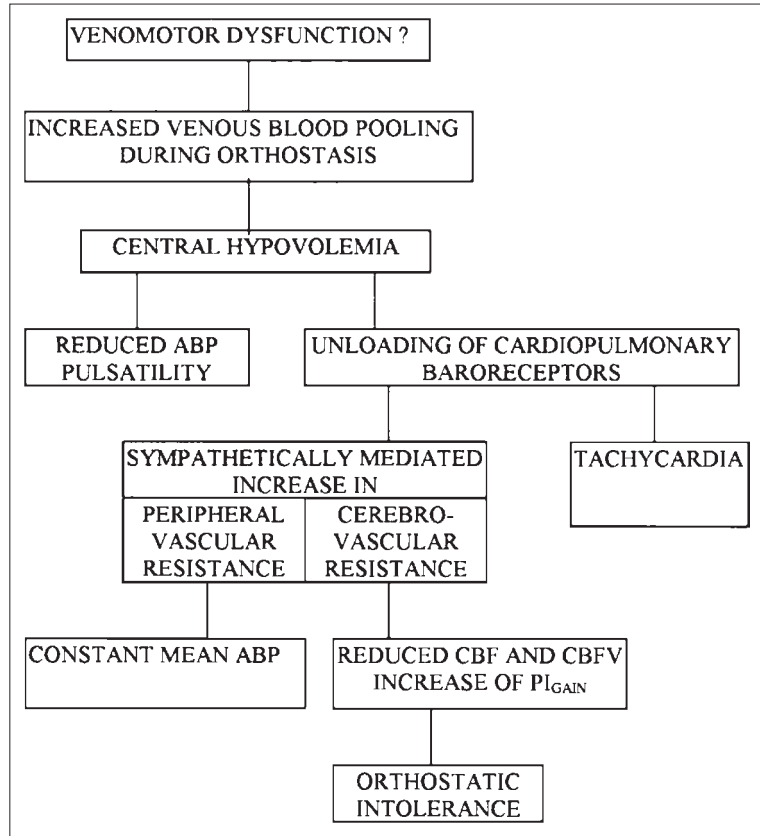 VENOMOTOR DYSFUNCTION ?
INCREASED VENOUS BLOOD POOLING
DURING ORTHOSTASIS
CENTRAL HYPOVOLEMIA
REDUCED ABP
PULSATILITY
UNLOADING OF CARDIOPULMONARY
BARORECEPTORS
SYMPATHETICALLY MEDIATED
INCREASE IN
PERIPHERAL
VASCULAR
RESISTANCE
CEREBRO-
VASCULAR
RESISTANCE
TACHYCARDIA
CONSTANT MEAN ABP
REDUCED CBF AND CBFV
INCREASE OF PIGAIN
ORTHOSTATIC
INTOLERANCE